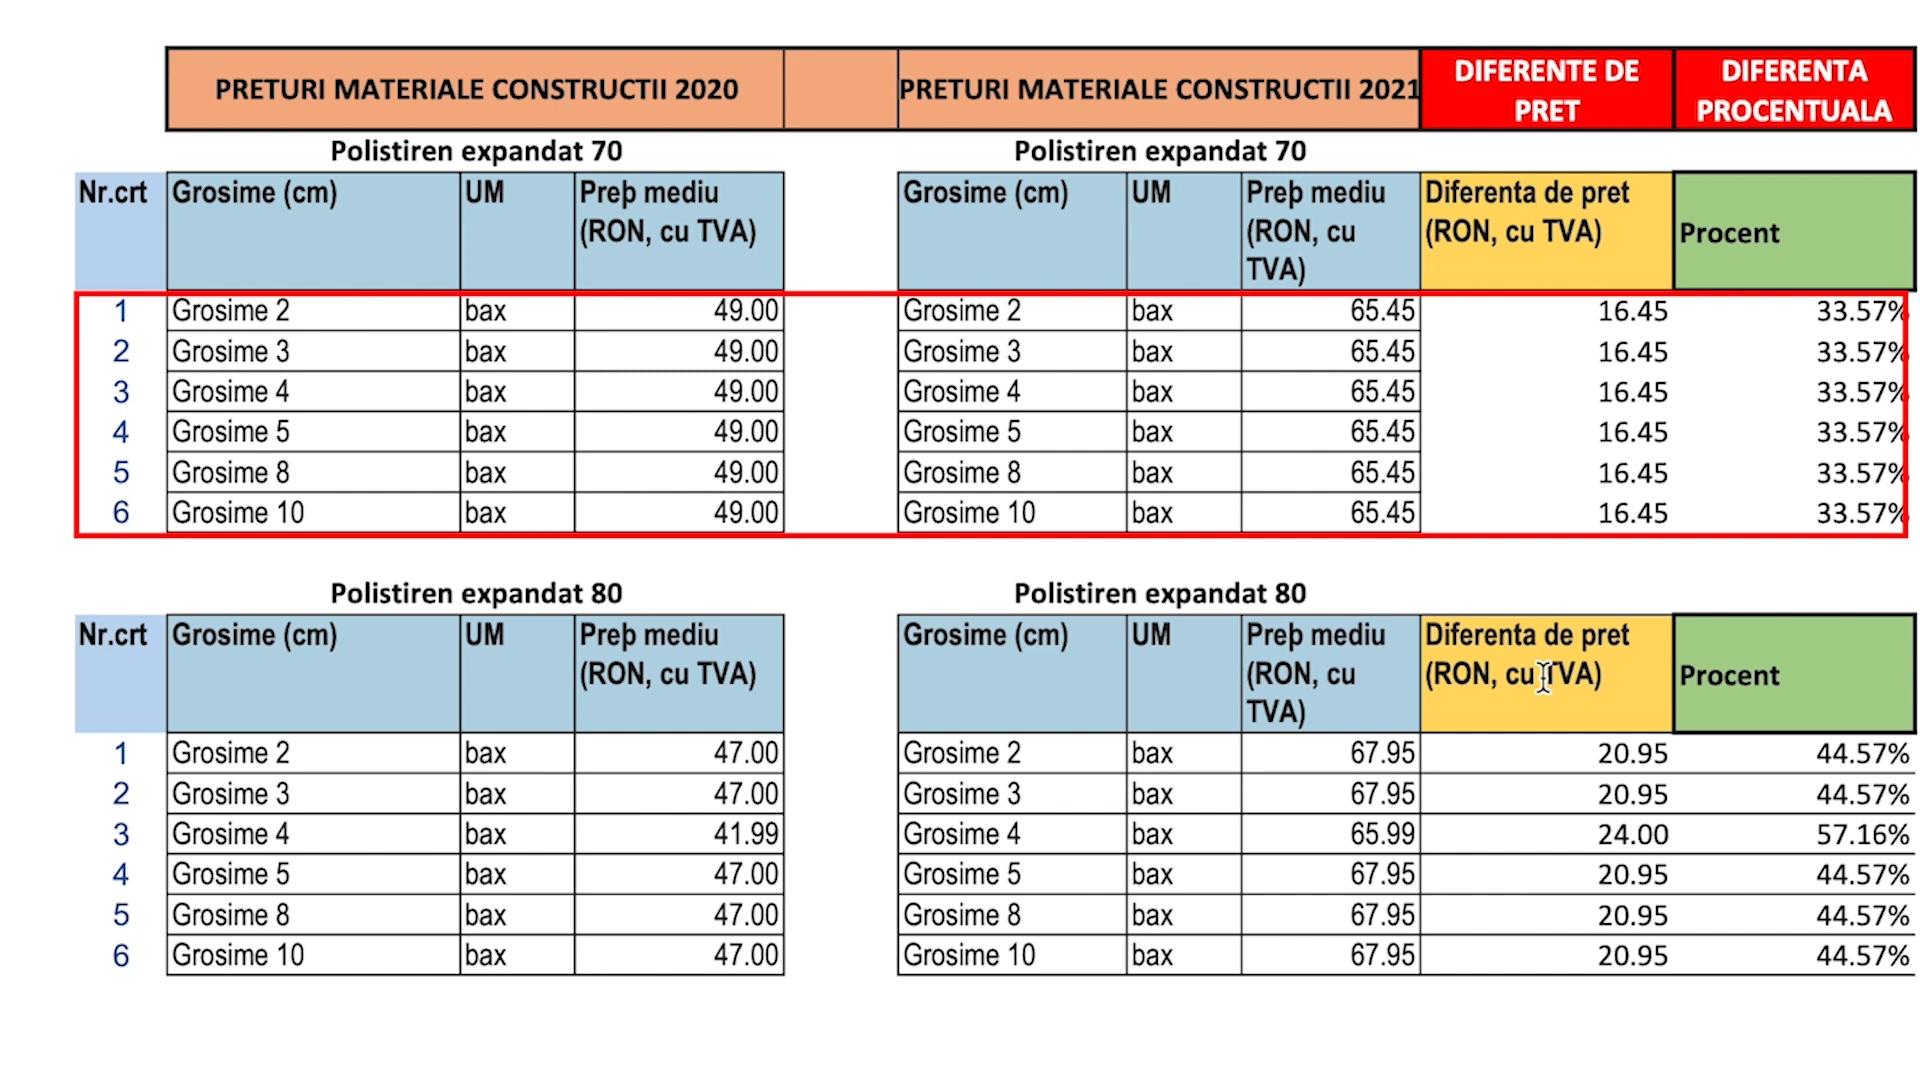 PRETURI MATERIALE CONSTRUCTII 2020 PRETURI MATERIALE CONSTRUCTII 2021 DIFERENTE DE PRET DIFERENTA PROCENTUALA
Polistiren expandat 70 Polistiren expandat 70
Nr.crt Grosime (cm) UM Preþ mediu (RON, cu TVA) Grosime (cm) UM Preþ mediu (RON, cu TVA) Diferenta de pret (RON, cu TVA) Procent
1 Grosime 2 bax 49.00 Grosime 2 bax 65.45 16.45 33.57%
2 Grosime 3 bax 49.00 Grosime 3 bax 65.45 16.45 33.57%
3 Grosime 4 bax 49.00 Grosime 4 bax 65.45 16.45 33.57%
4 Grosime 5 bax 49.00 Grosime 5 bax 65.45 16.45 33.57%
5 Grosime 8 bax 49.00 Grosime 8 bax 65.45 16.45 33.57%
6 Grosime 10 bax 49.00 Grosime 10 bax 65.45 16.45 33.57%
Polistiren expandat 80 Polistiren expandat 80
Nr.crt Grosime (cm) UM Preþ mediu (RON, cu TVA) Grosime (cm) UM Preþ mediu (RON, cu TVA) Diferenta de pret (RON, cu TVA) Procent
1 Grosime 2 bax 47.00 Grosime 2 bax 67.95 20.95 44.57%
2 Grosime 3 bax 47.00 Grosime 3 bax 67.95 20.95 44.57%
3 Grosime 4 bax 41.99 Grosime 4 bax 65.99 24.00 57.16%
4 Grosime 5 bax 47.00 Grosime 5 bax 67.95 20.95 44.57%
5 Grosime 8 bax 47.00 Grosime 8 bax 67.95 20.95 44.57%
6 Grosime 10 bax 47.00 Grosime 10 bax 67.95 20.95 44.57%